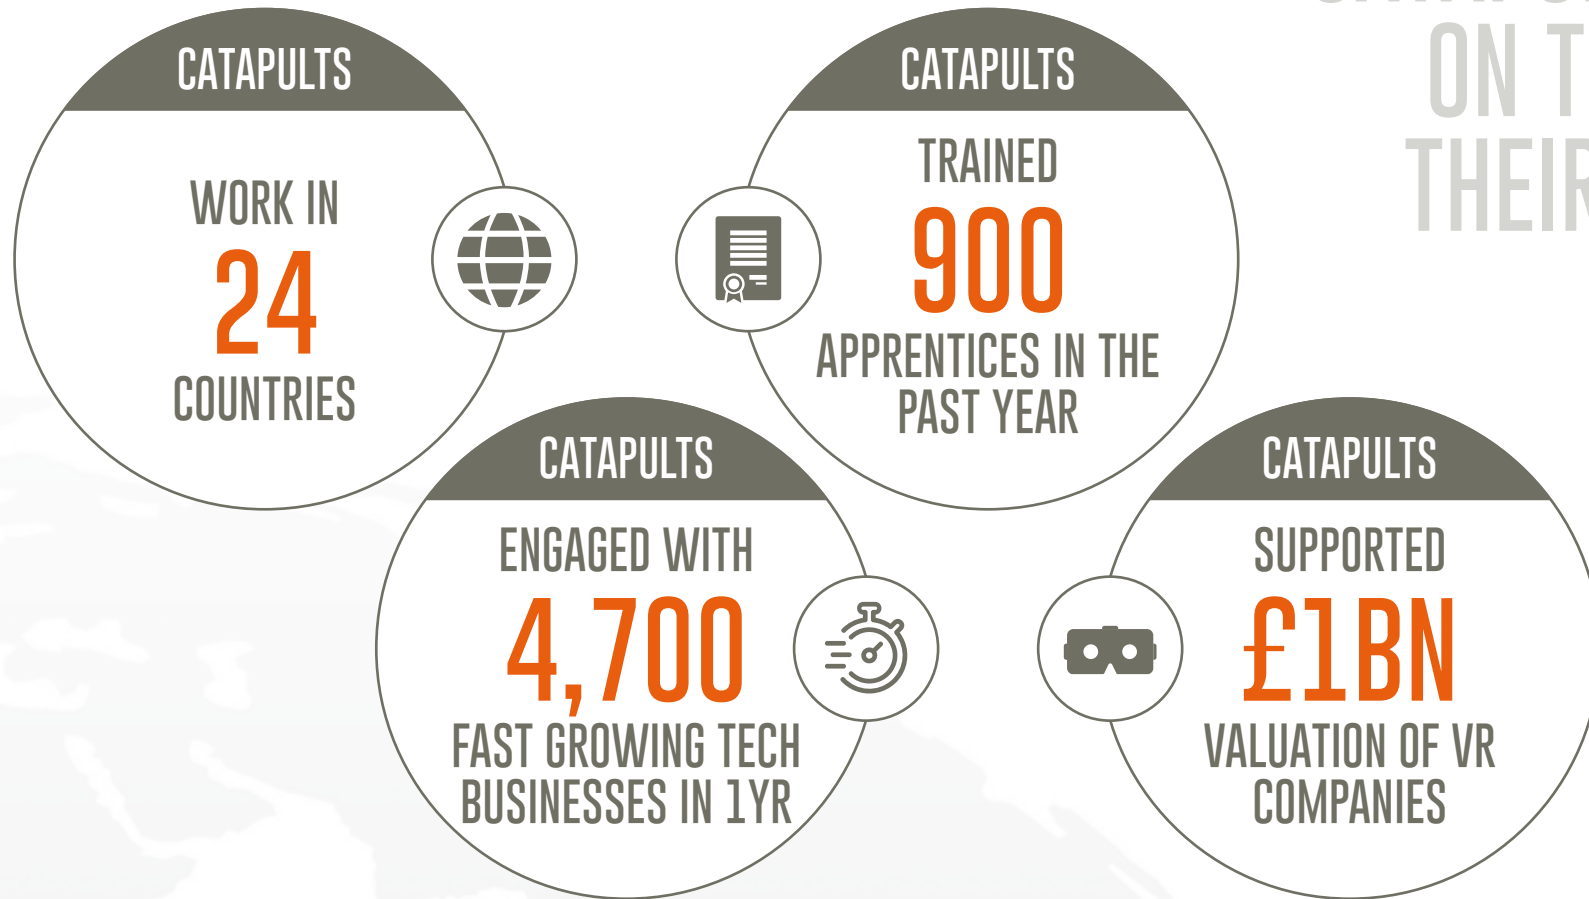 CATAPULTS
WORK IN
24
COUNTRIES
CATAPULTS
TRAINED
900
APPRENTICES IN THE
PAST YEAR
ON
THEIR
CATAPULTS
ENGAGED WITH
4,700
FAST GROWING TECH
BUSINESSES IN 1YR
CATAPULTS
SUPPORTED
£1BN
VALUATION OF VR
COMPANIES